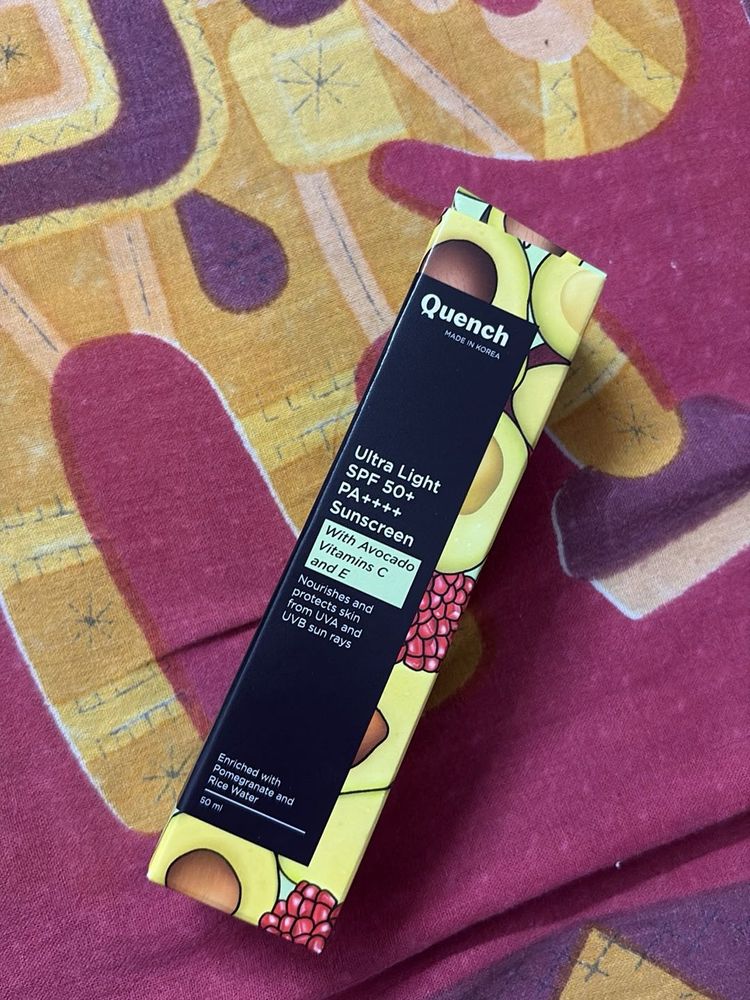 Quench
MADE IN KOREA
Ultra Light
SPF 50+
PA++++
Sunscreen
With Avocado
Vitamins C
and E
Nourishes and
protects skin
from UVA and
UVB sun rays
Enriched with
Pomegranate and
Rice Water
50 ml